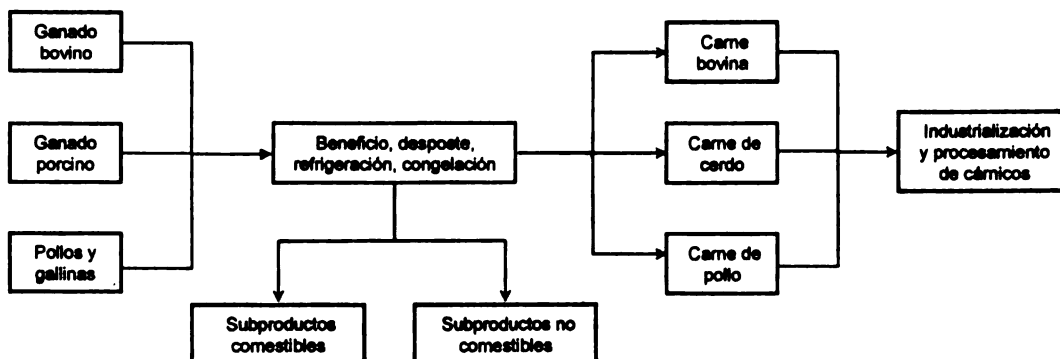 Ganado
bovino
Ganado
porcino
Pollos y
gallinas
Beneficio, desposte,
refrigeración, congelación
Subproductos
comestibles
Subproductos no
comestibles
Carne
bovina
Carne de
cerdo
Carne de
pollo
Industrialización
y procesamiento
de cárnicos